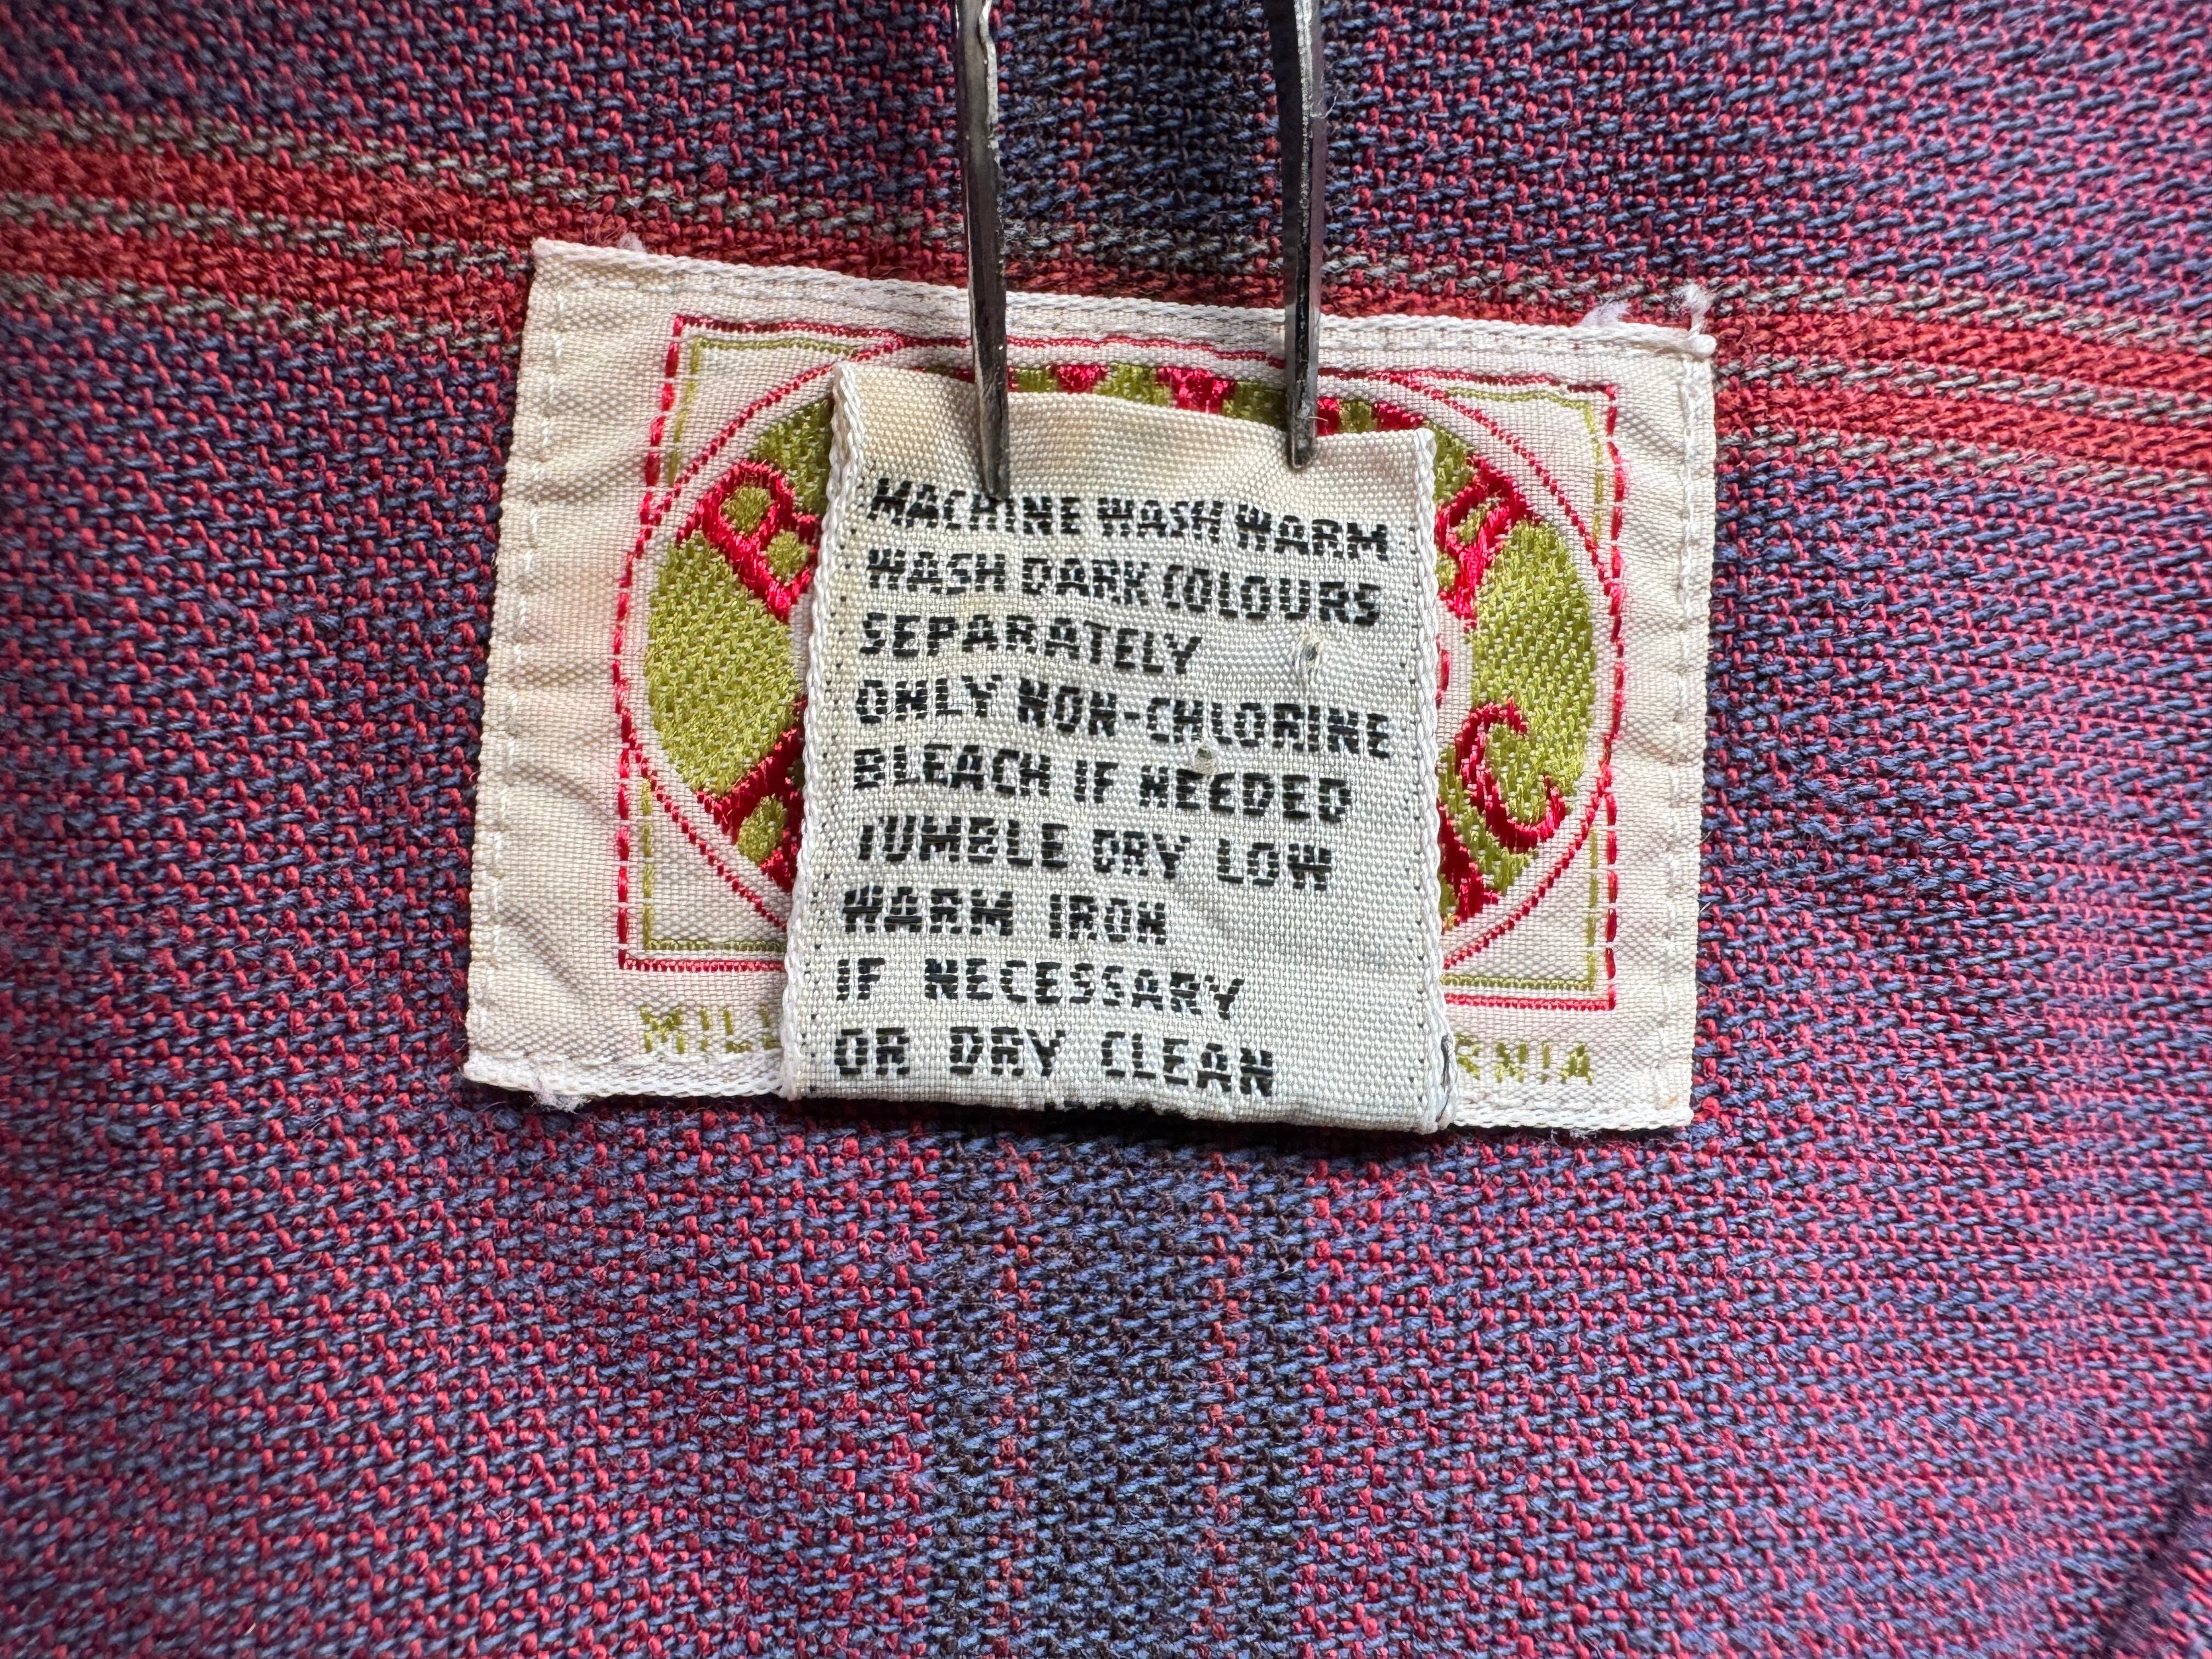 MACHINE WASH WARM
WASH DARK COLOURS
SEPARATELY
ONLY NON-CHLORINE
BLEACH IF NEEDED
TUMBLE DRY LOW
WARM IRON
IF NECESSARY
OR DRY CLEAN